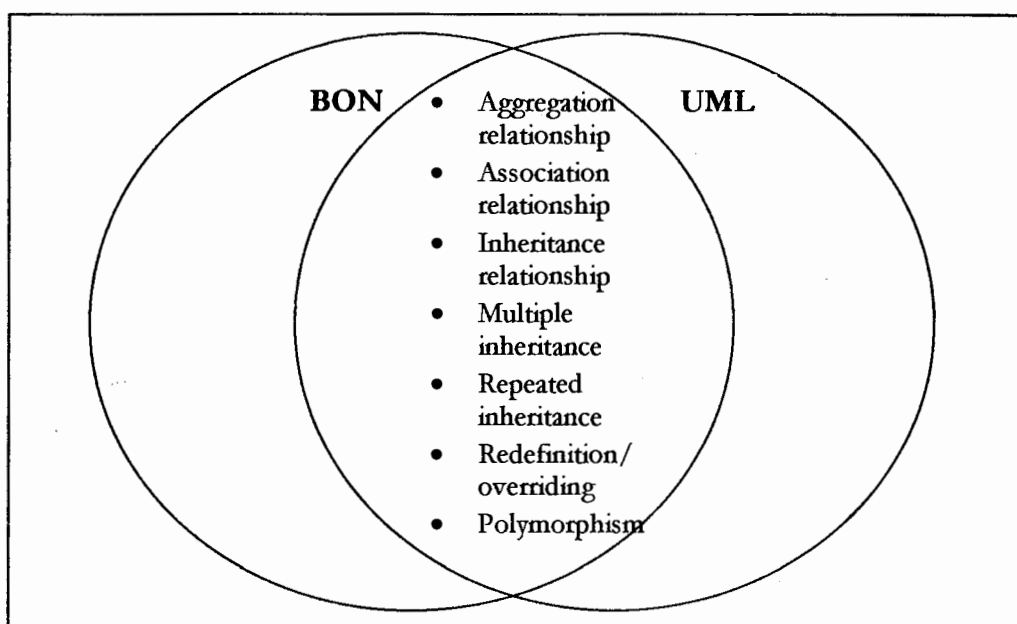 BON
UML
• Aggregation
relationship
• Association
relationship
• Inheritance
relationship
• Multiple
inheritance
• Repeated
inheritance
• Redefinition/
overriding
• Polymorphism